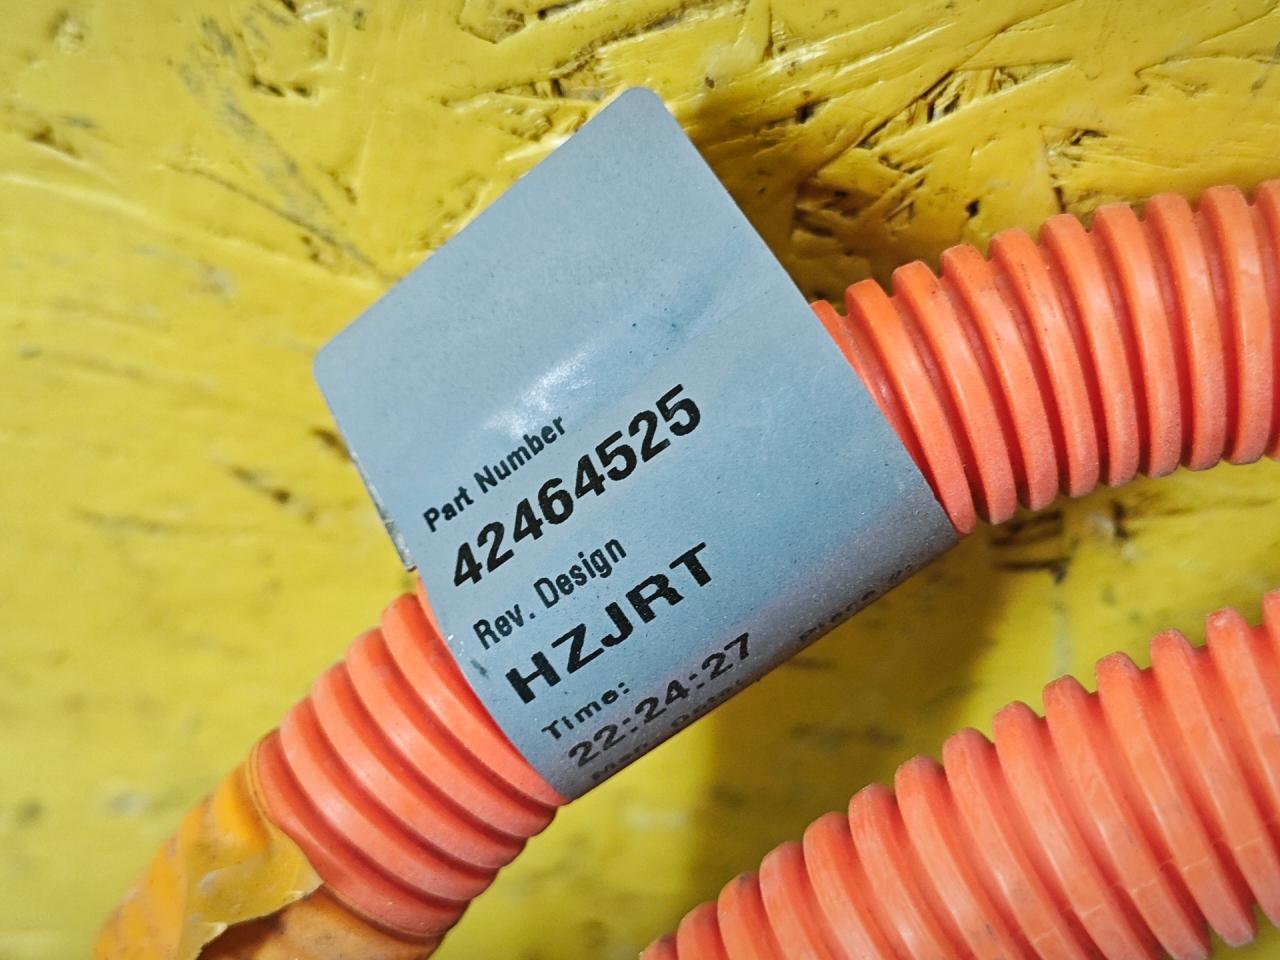 Part Number
42464525
Rev. Design
HZJRT
Time:
22:24:27